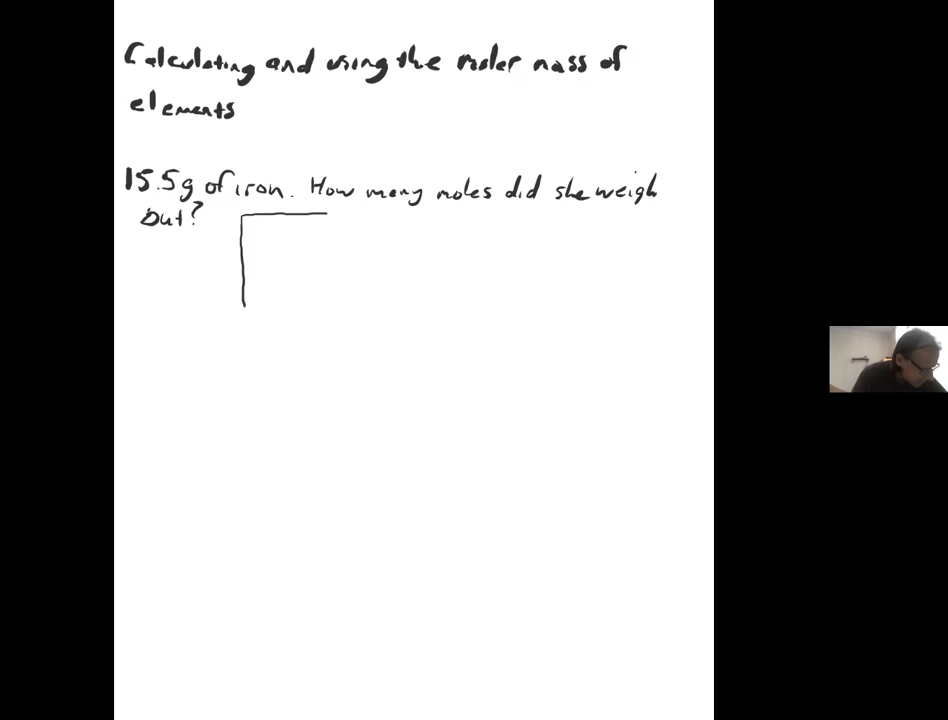 Calculating and using the molar mass of
elements
15.5g of iron. How many moles did she weigh
out?